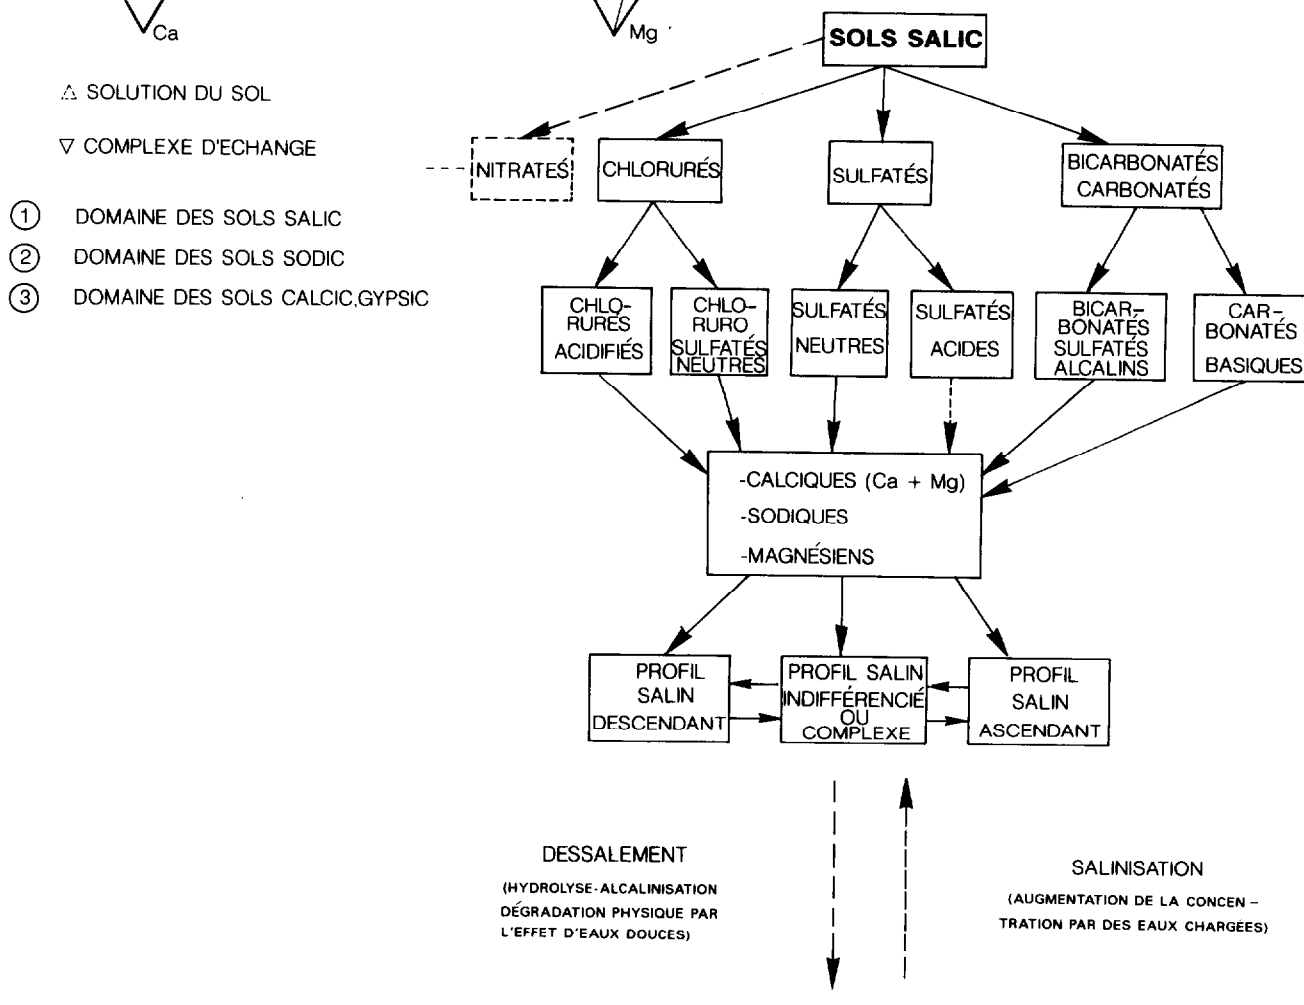 Ca
Mg
SOLS SALIC
△ SOLUTION DU SOL
▽ COMPLEXE D'ECHANGE
① DOMAINE DES SOLS SALIC
② DOMAINE DES SOLS SODIC
③ DOMAINE DES SOLS CALCIC,GYPSIC
NITRATÉS
CHLORURÉS
SULFATÉS
BICARBONATÉS
CARBONATÉS
CHLO-
RURÉS
ACIDIFIÉS
CHLO-
RURO
SULFATÉS
NEUTRES
SULFATÉS
NEUTRES
SULFATÉS
ACIDES
BICAR-
BONATÉS
SULFATÉS
ALCALINS
CAR-
BONATÉS
BASIQUES
-CALCIQUES (Ca + Mg)
-SODIQUES
-MAGNÉSIENS
PROFIL
SALIN
DESCENDANT
PROFIL SALIN
INDIFFÉRENCIÉ
OU
COMPLEXE
PROFIL
SALIN
ASCENDANT
DESSALEMENT
(HYDROLYSE-ALCALINISATION
DÉGRADATION PHYSIQUE PAR
L'EFFET D'EAUX DOUCES)
SALINISATION
(AUGMENTATION DE LA CONCEN-
TRATION PAR DES EAUX CHARGÉES)